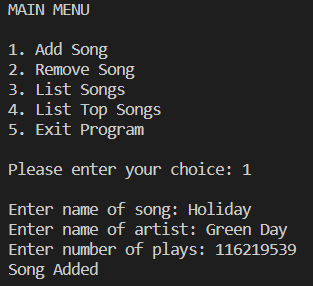 MAIN MENU
1. Add Song
2. Remove Song
3. List Songs
4. List Top Songs
5. Exit Program
Please enter your choice: 1
Enter name of song: Holiday
Enter name of artist: Green Day
Enter number of plays: 116219539
Song Added